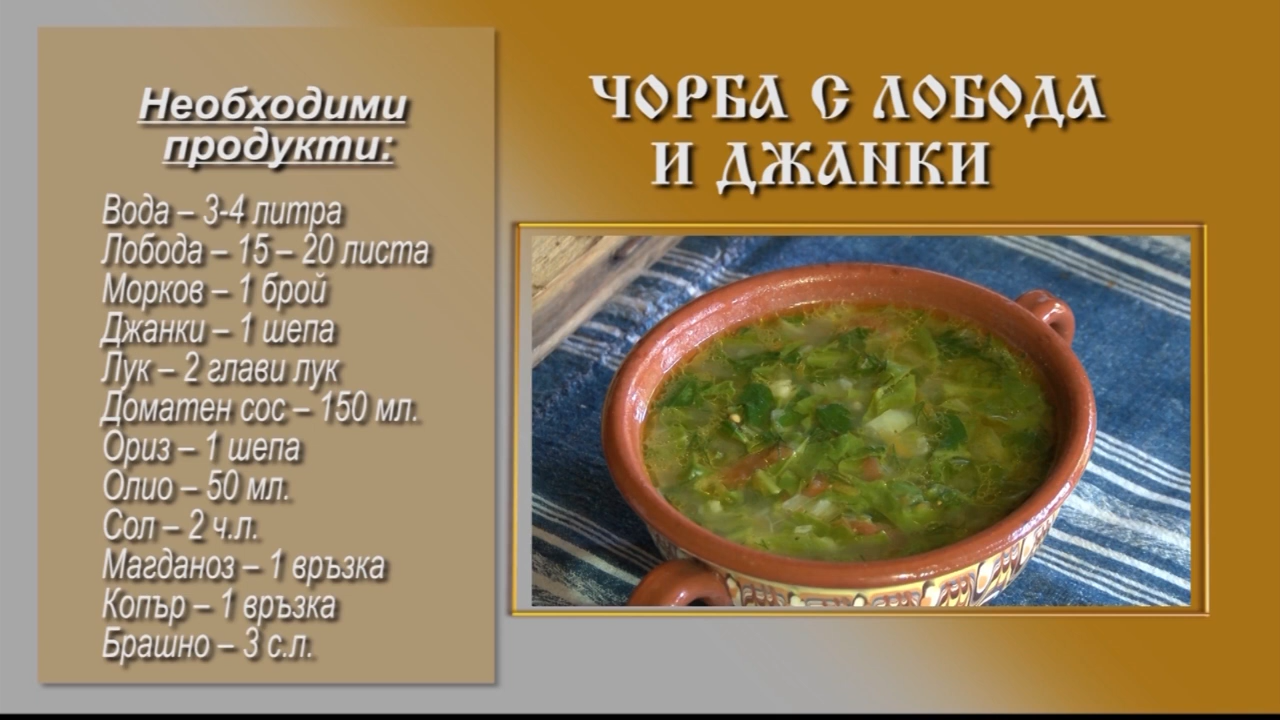 Необходими
продукти:
Вода – 3-4 литра
Лобода – 15 – 20 листа
Морков – 1 брой
Джанки – 1 шепа
Лук – 2 глави лук
Доматен сос – 150 мл.
Ориз – 1 шепа
Олио – 50 мл.
Сол – 2 ч.л.
Магданоз – 1 връзка
Копър – 1 връзка
Брашно – 3 с.л.
ЧОРБА С ЛОБОДА
И ДЖАНКИ